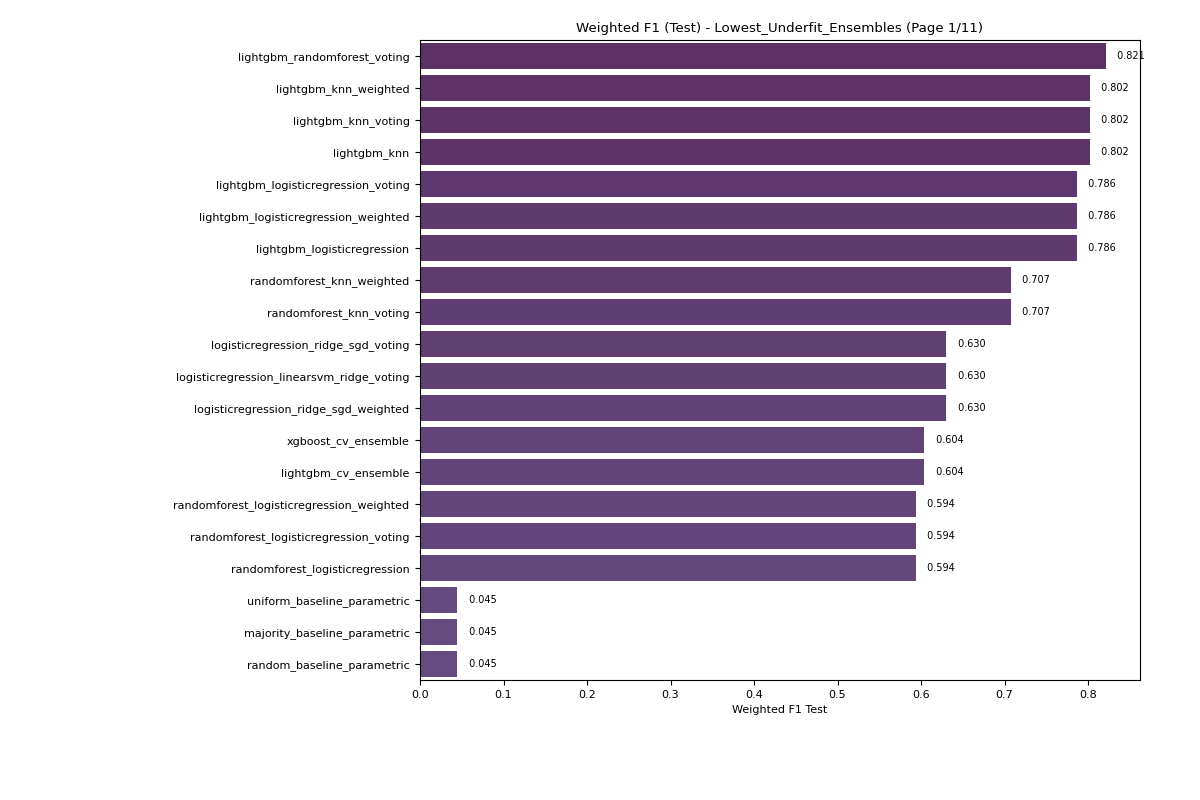 Weighted F1 (Test) - Lowest_Underfit_Ensembles (Page 1/11)
lightgbm_randomforest_voting 0.821
lightgbm_knn_weighted 0.802
lightgbm_knn_voting 0.802
lightgbm_knn 0.802
lightgbm_logisticregression_voting 0.786
lightgbm_logisticregression_weighted 0.786
lightgbm_logisticregression 0.786
randomforest_knn_weighted 0.707
randomforest_knn_voting 0.707
logisticregression_ridge_sgd_voting 0.630
logisticregression_linearsvm_ridge_voting 0.630
logisticregression_ridge_sgd_weighted 0.630
xgboost_cv_ensemble 0.604
lightgbm_cv_ensemble 0.604
randomforest_logisticregression_weighted 0.594
randomforest_logisticregression_voting 0.594
randomforest_logisticregression 0.594
uniform_baseline_parametric 0.045
majority_baseline_parametric 0.045
random_baseline_parametric 0.045
0.0 0.1 0.2 0.3 0.4 0.5 0.6 0.7 0.8
Weighted F1 Test